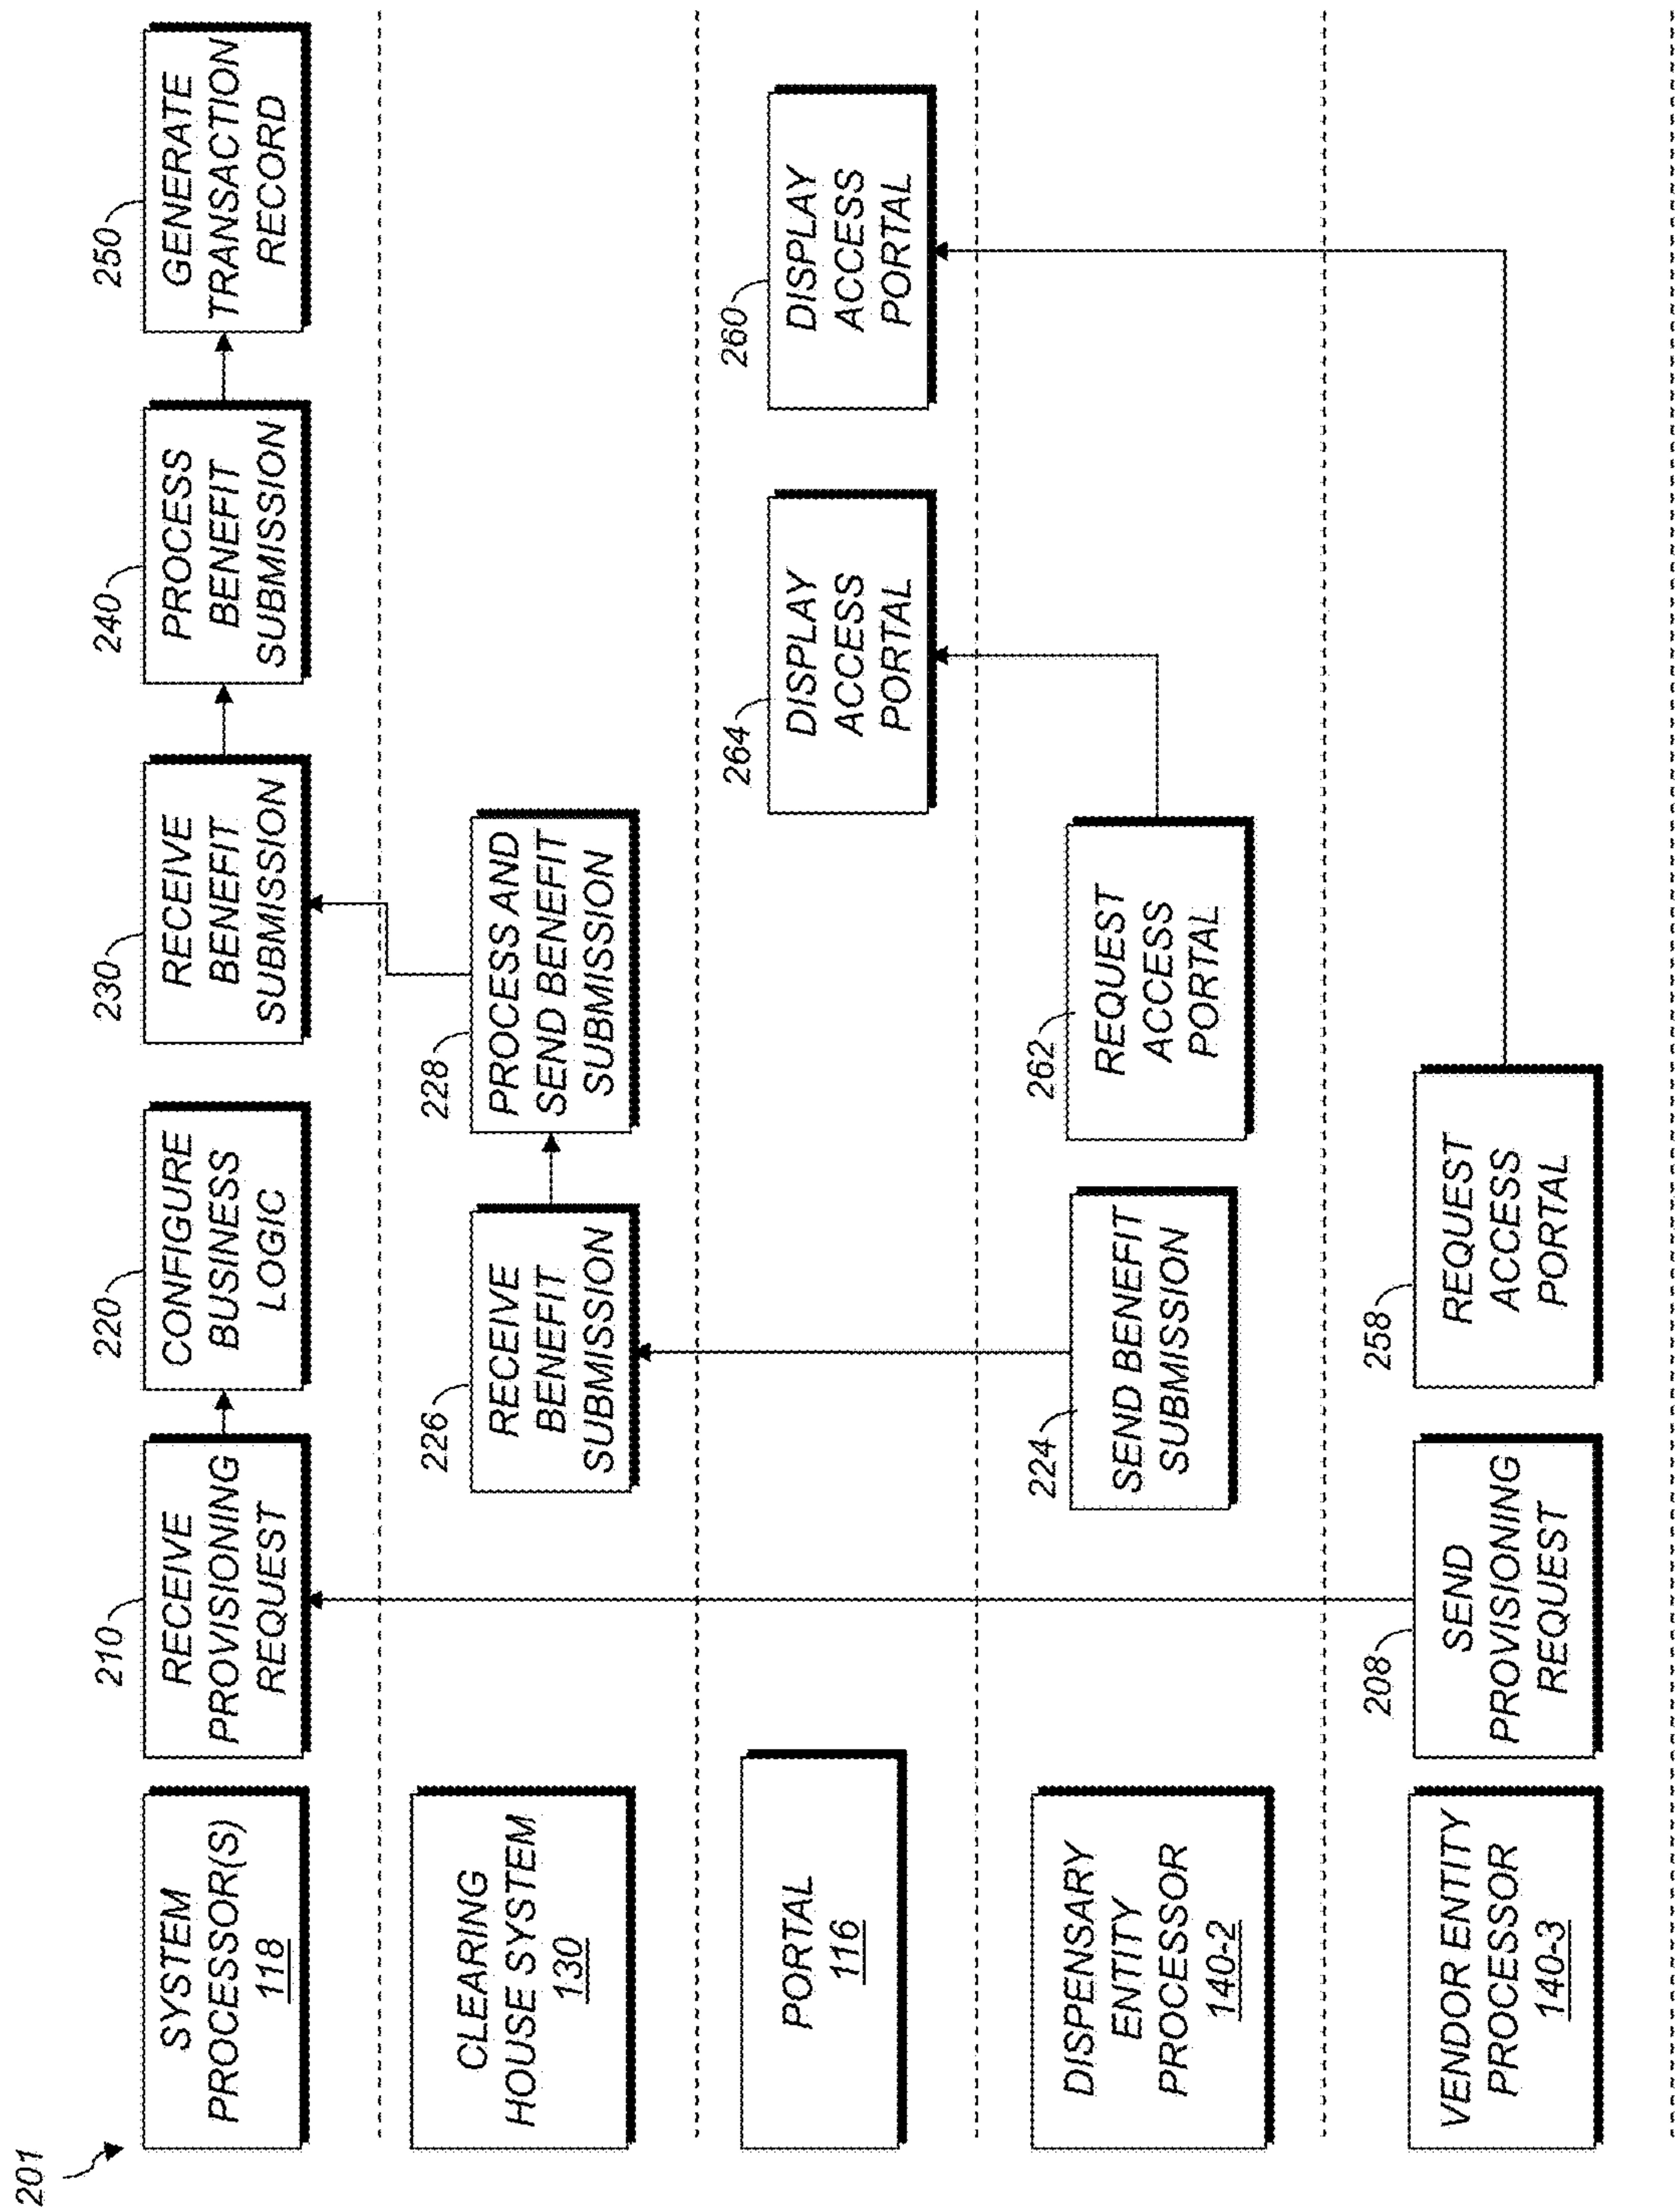 201
SYSTEM
PROCESSOR(S)
118
210
RECEIVE
PROVISIONING
REQUEST
220
CONFIGURE
BUSINESS
LOGIC
230
RECEIVE
BENEFIT
SUBMISSION
240
PROCESS
BENEFIT
SUBMISSION
250
GENERATE
TRANSACTION
RECORD
CLEARING
HOUSE SYSTEM
130
226
RECEIVE
BENEFIT
SUBMISSION
228
PROCESS AND
SEND BENEFIT
SUBMISSION
PORTAL
116
264
DISPLAY
ACCESS
PORTAL
260
DISPLAY
ACCESS
PORTAL
DISPENSARY
ENTITY
PROCESSOR
140-2
224
SEND BENEFIT
SUBMISSION
262
REQUEST
ACCESS
PORTAL
VENDOR ENTITY
PROCESSOR
140-3
208
SEND
PROVISIONING
REQUEST
258
REQUEST
ACCESS
PORTAL